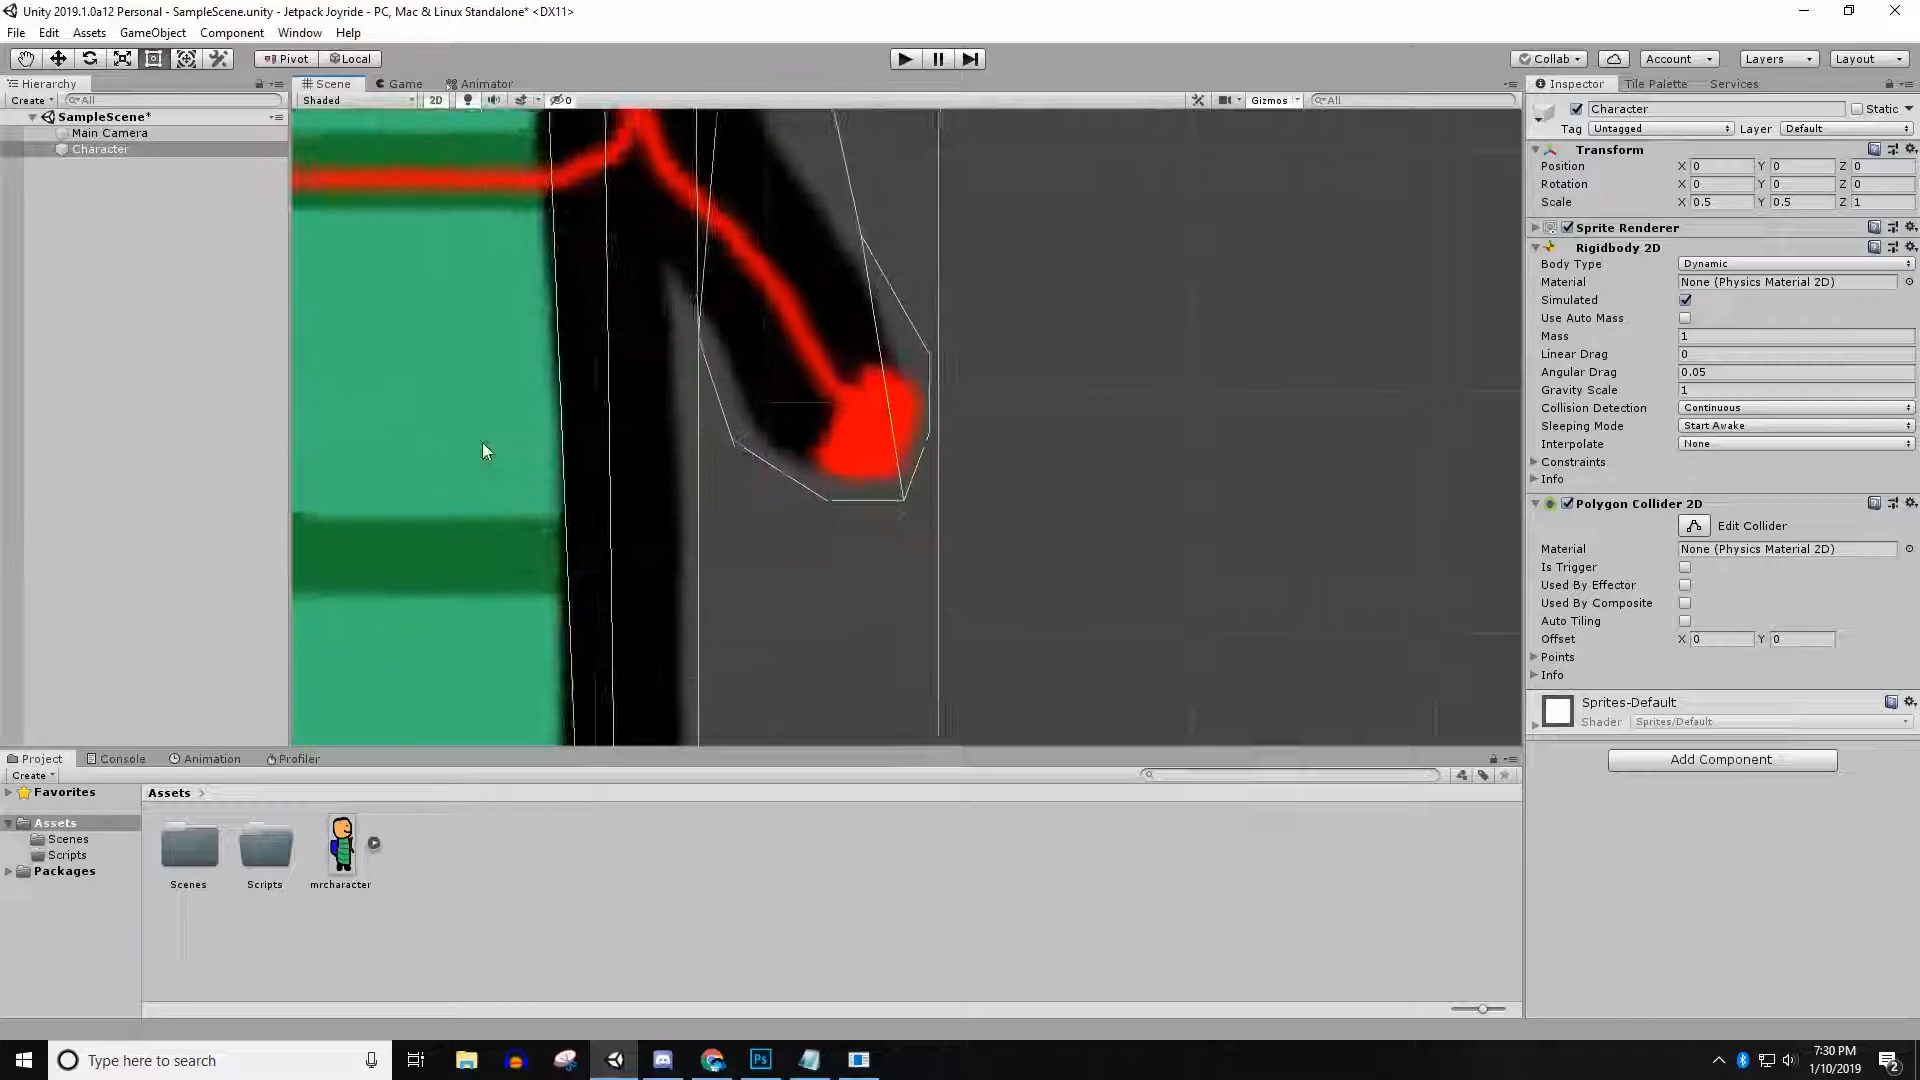 Unity 2019.1.0a12 Personal - SampleScene.unity - Jetpack Joyride - PC, Mac & Linux Standalone* <DX11>
File Edit Assets GameObject Component Window Help
Pivot Local Collab Account Layers Layout
Hierarchy Scene Game Animator Inspector Tile Palette Services
Create All Shaded 2D 0 Gizmos All
SampleScene*
Main Camera
Character
Character Static
Tag Untagged Layer Default
Transform
Position X 0 Y 0 Z 0
Rotation X 0 Y 0 Z 0
Scale X 0.5 Y 0.5 Z 1
Sprite Renderer
Rigidbody 2D
Body Type Dynamic
Material None (Physics Material 2D)
Simulated
Use Auto Mass
Mass 1
Linear Drag 0
Angular Drag 0.05
Gravity Scale 1
Collision Detection Continuous
Sleeping Mode Start Awake
Interpolate None
Constraints
Info
Polygon Collider 2D
Edit Collider
Material None (Physics Material 2D)
Is Trigger
Used By Effector
Used By Composite
Auto Tiling
Offset X 0 Y 0
Points
Info
Sprites-Default
Shader Sprites/Default
Add Component
Project Console Animation Profiler
Create
Favorites
Assets
Scenes
Scripts
Packages
Assets
Scenes Scripts mrcharacter
Type here to search
Ps
7:30 PM
1/10/2019
2